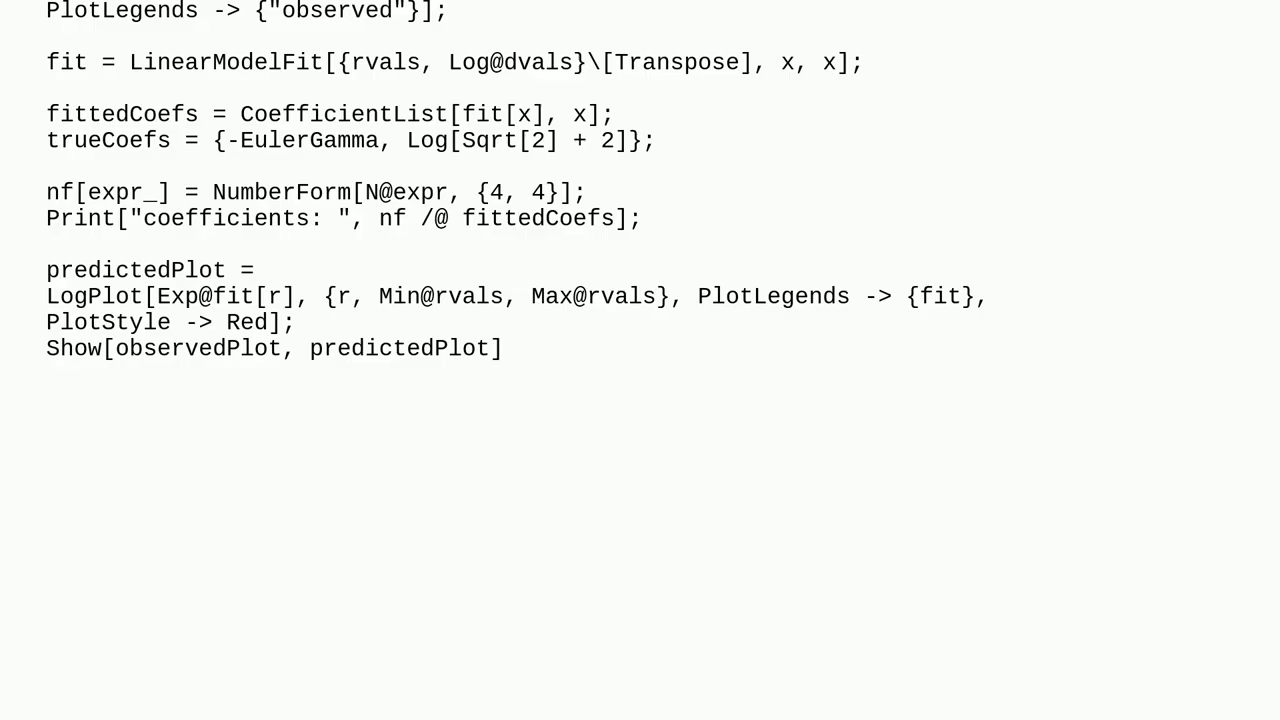 PlotLegends -> {"observed"}];
fit = LinearModelFit[{rvals, Log@dvals}\[Transpose], x, x];
fittedCoefs = CoefficientList[fit[x], x];
trueCoefs = {-EulerGamma, Log[Sqrt[2] + 2]};
nf[expr_] = NumberForm[N@expr, {4, 4}];
Print["coefficients: ", nf /@ fittedCoefs];
predictedPlot =
LogPlot[Exp@fit[r], {r, Min@rvals, Max@rvals}, PlotLegends -> {fit},
PlotStyle -> Red];
Show[observedPlot, predictedPlot]